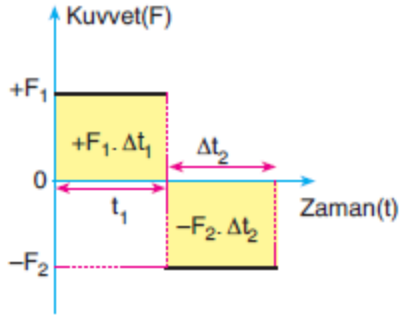 Kuvvet(F)
+F₁
+F₁. Δt₁
Δt₂
0
t₁
Zaman(t)
–F₂. Δt₂
–F₂